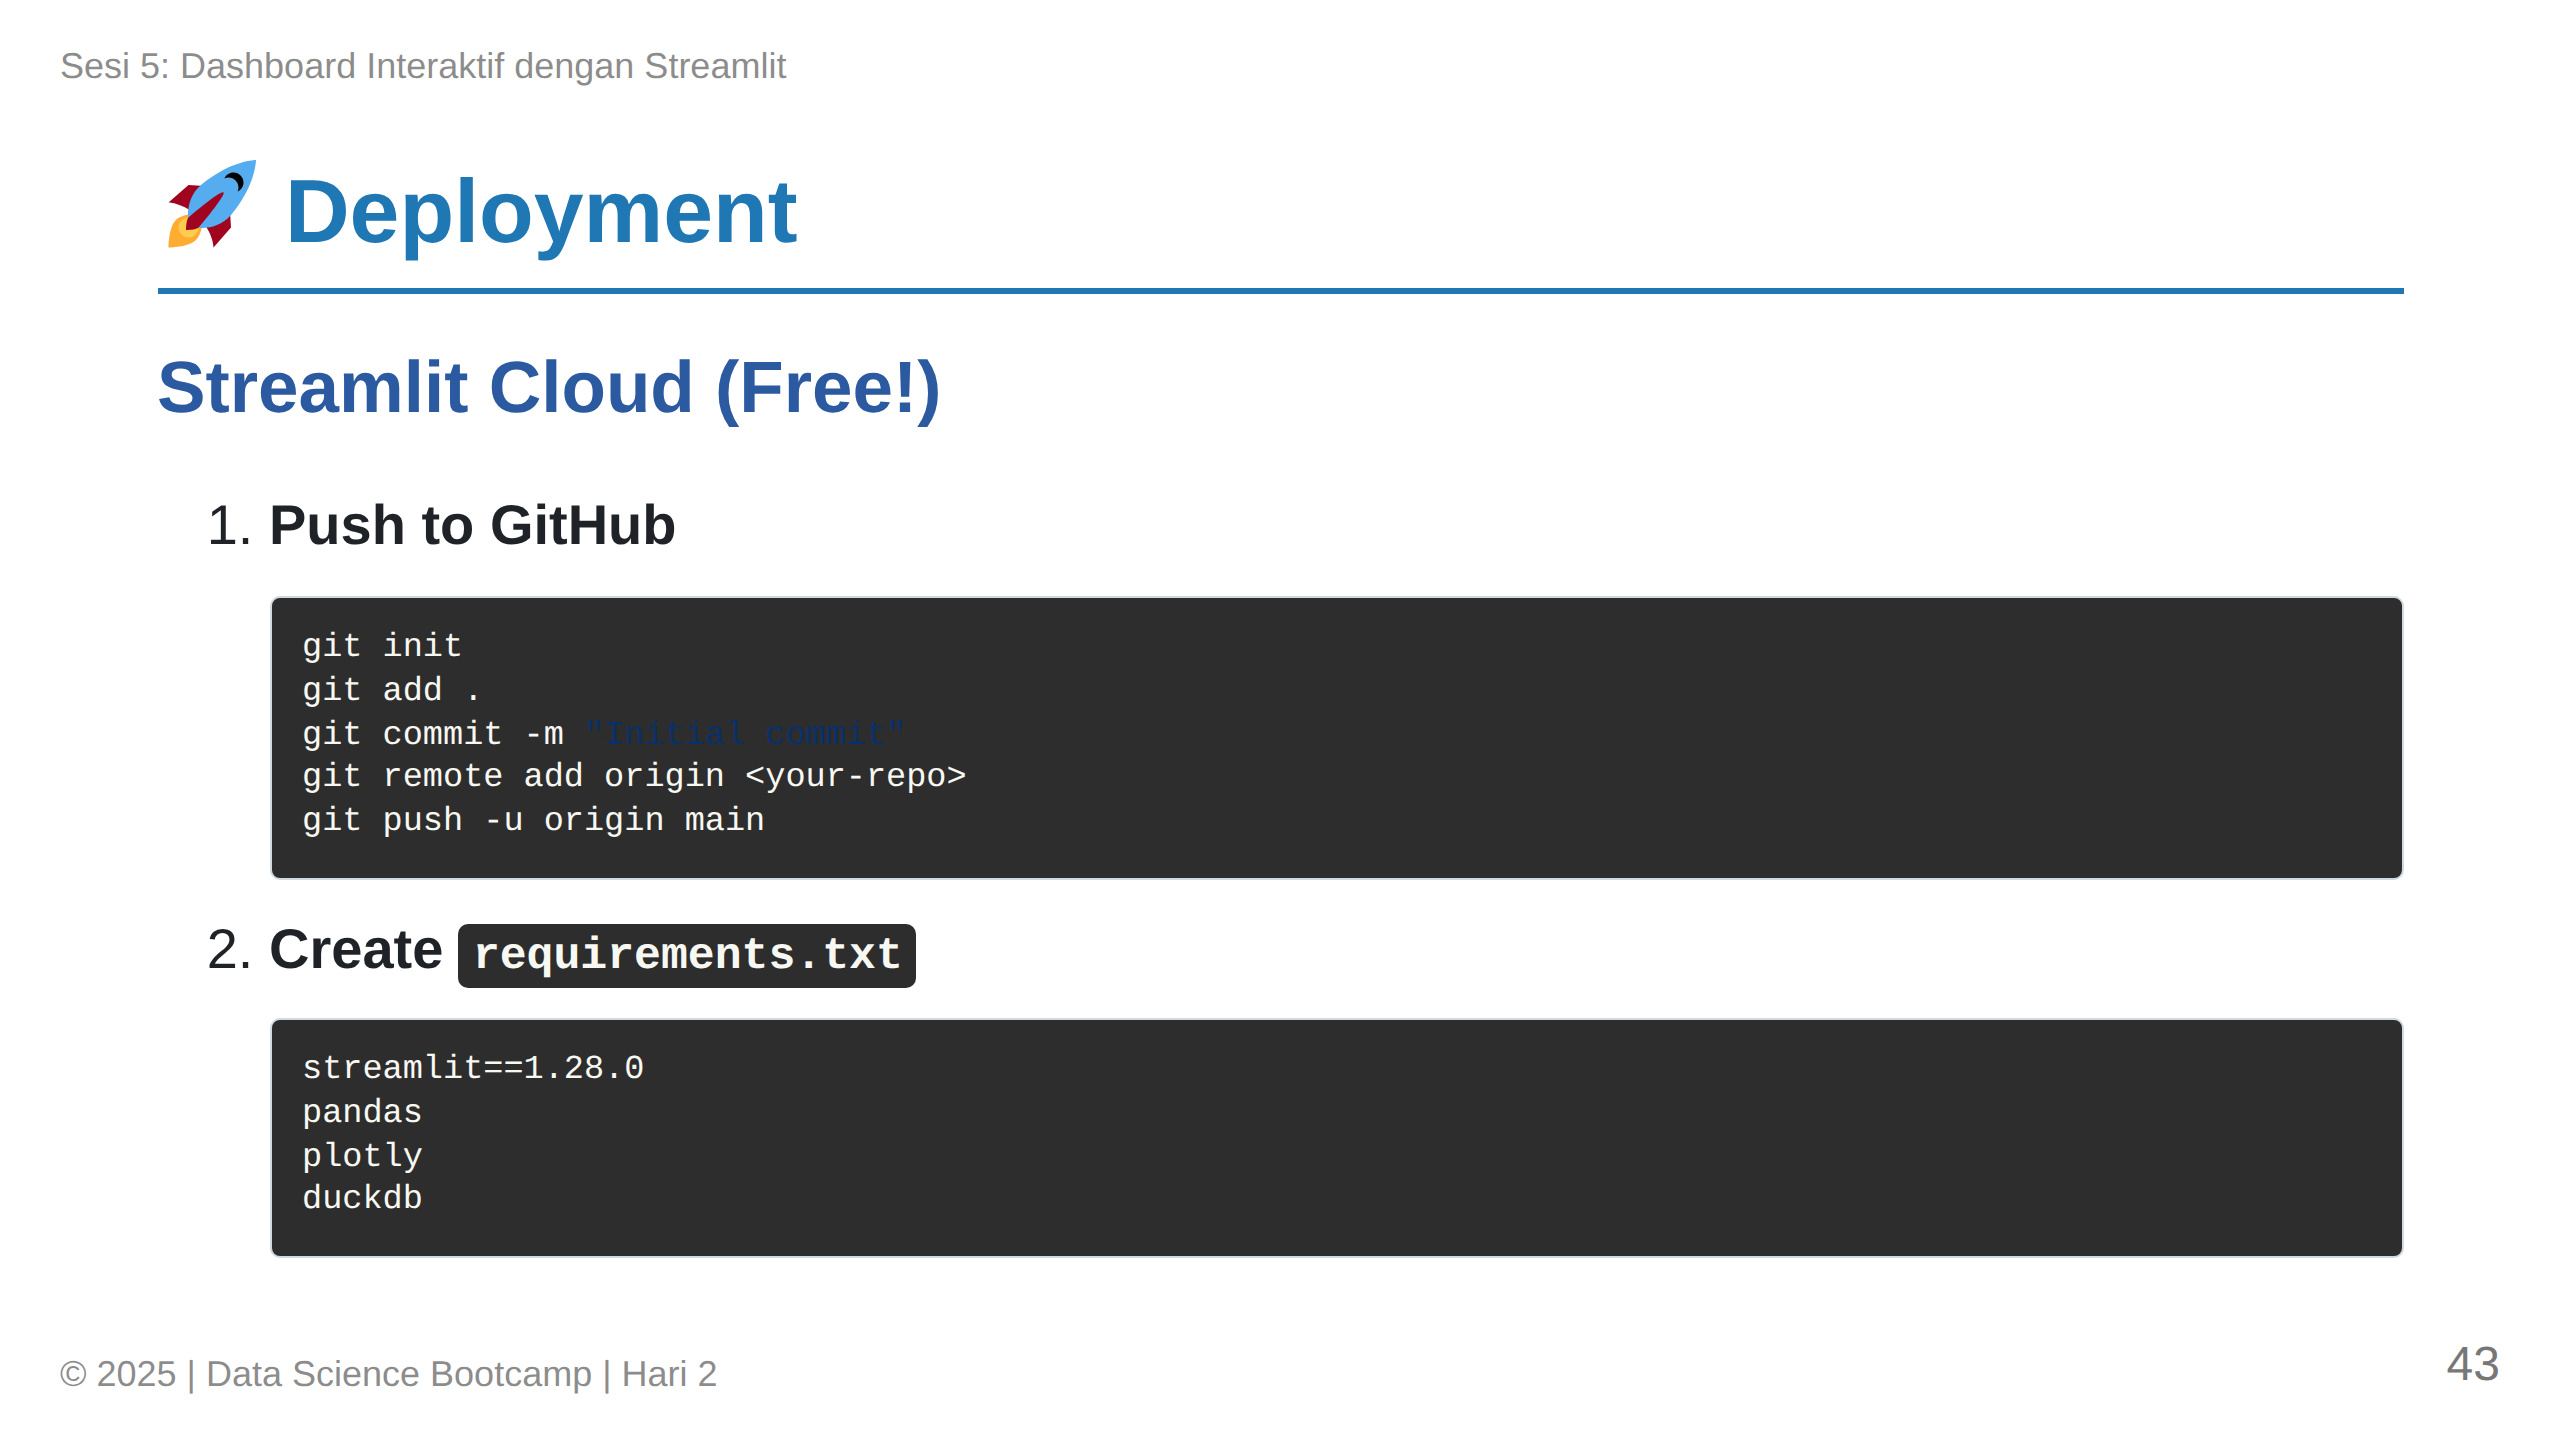 Sesi 5: Dashboard Interaktif dengan Streamlit
🚀 Deployment
Streamlit Cloud (Free!)
1. Push to GitHub
git init
git add .
git commit -m "Initial commit"
git remote add origin <your-repo>
git push -u origin main
2. Create requirements.txt
streamlit==1.28.0
pandas
plotly
duckdb
© 2025 | Data Science Bootcamp | Hari 2
43